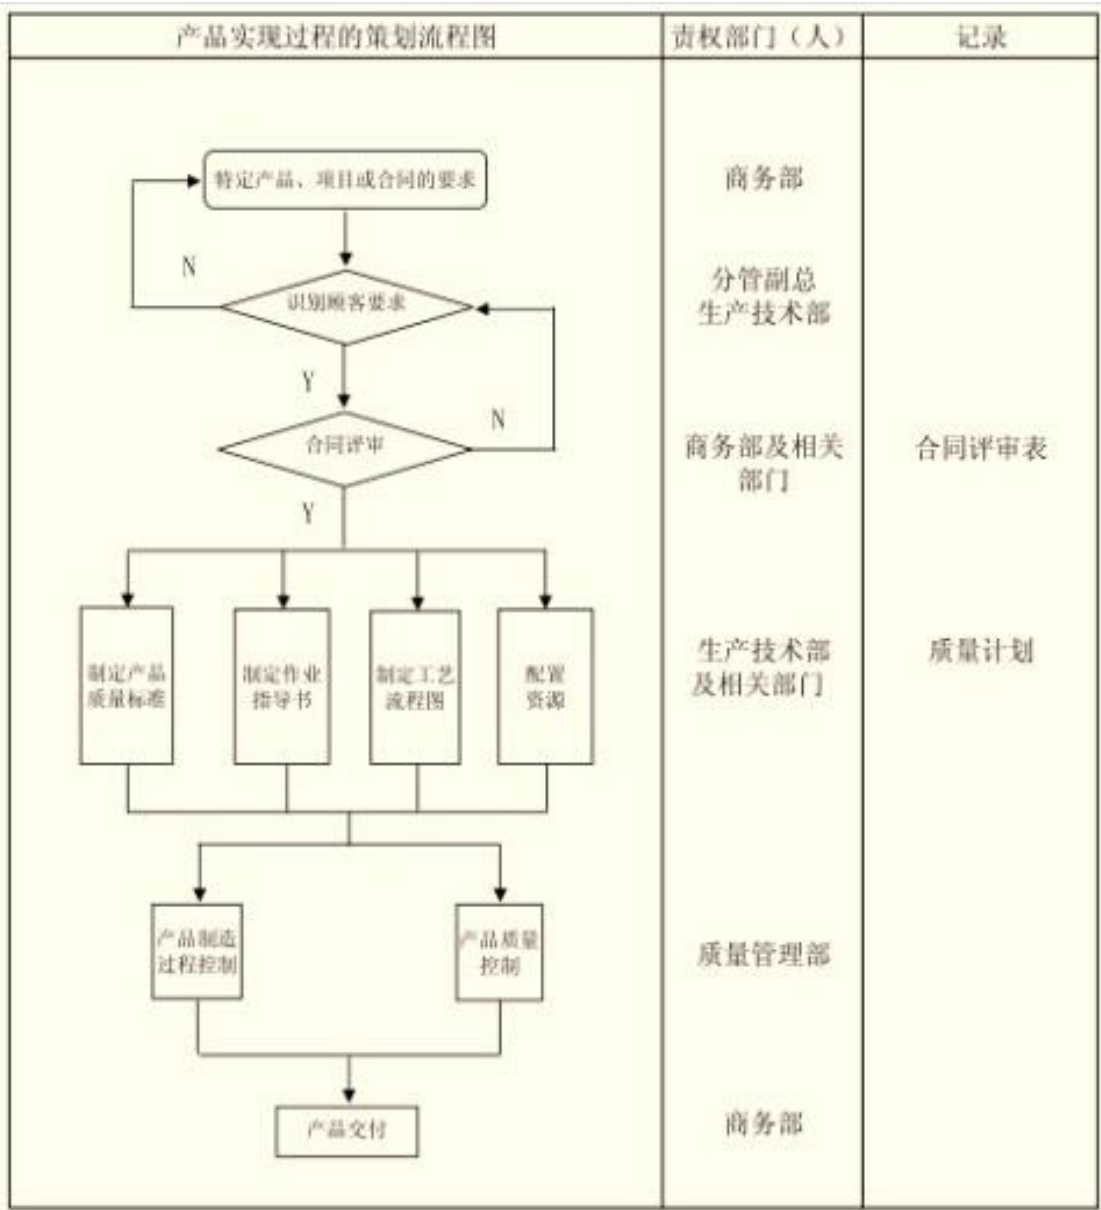 产品实现过程的策划流程图
责权部门（人）
记录
特定产品、项目或合同的要求
商务部
N
识别顾客要求
分管副总
生产技术部
Y
合同评审
N
商务部及相关
部门
合同评审表
Y
制定产品
质量标准
制定作业
指导书
制定工艺
流程图
配置
资源
生产技术部
及相关部门
质量计划
产品制造
过程控制
产品质量
控制
质量管理部
产品交付
商务部